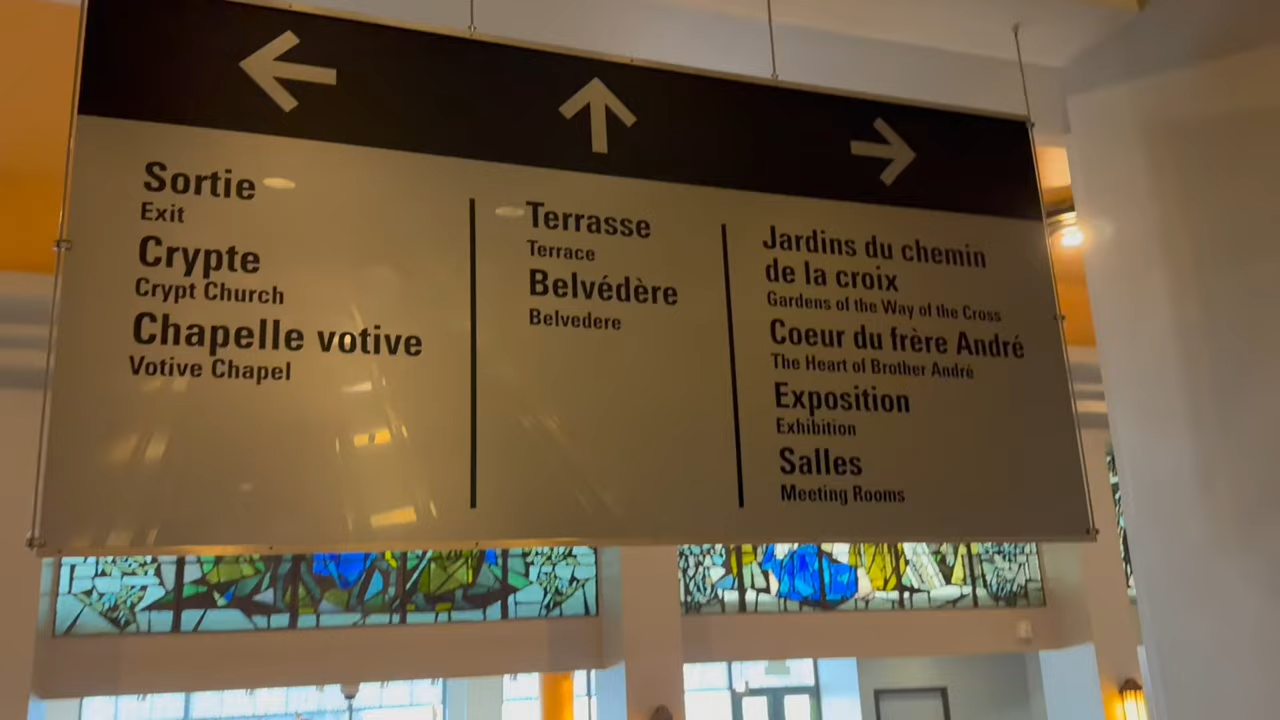 Sortie
Exit
Crypte
Crypt Church
Chapelle votive
Votive Chapel
Terrasse
Terrace
Belvédère
Belvedere
Jardins du chemin
de la croix
Gardens of the Way of the Cross
Coeur du frère André
The Heart of Brother André
Exposition
Exhibition
Salles
Meeting Rooms